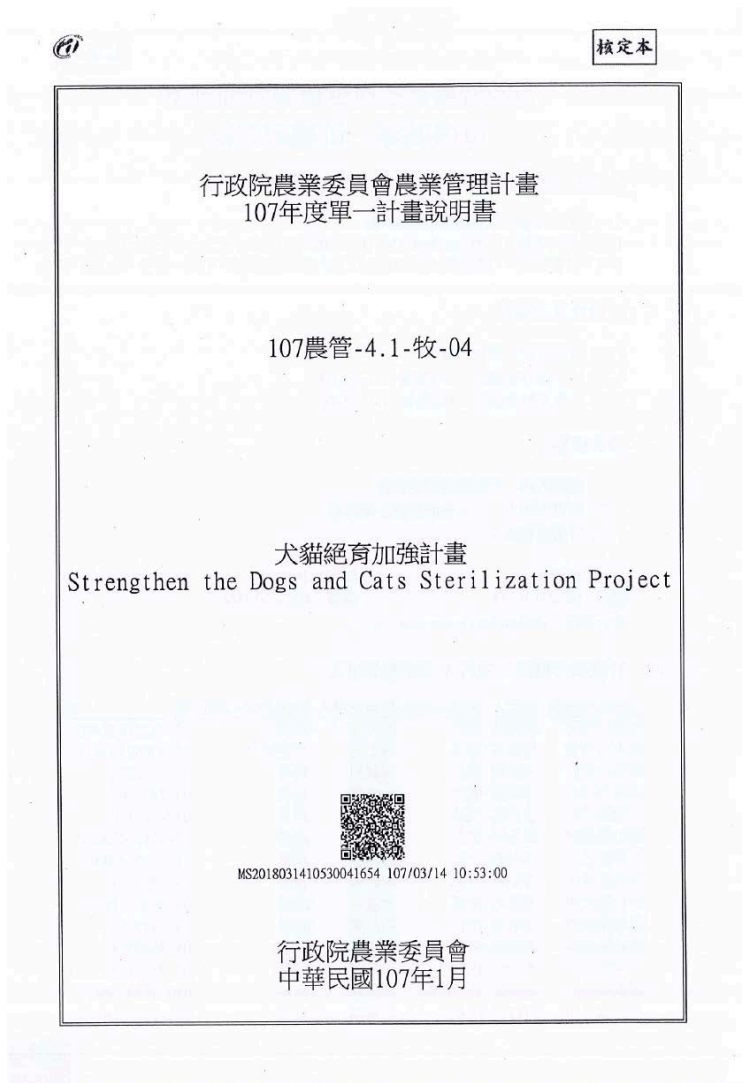 核定本
行政院農業委員會農業管理計畫
107年度單一計畫說明書
107農管-4.1-牧-04
犬貓絕育加強計畫
Strengthen the Dogs and Cats Sterilization Project
MS2018031410530041654 107/03/14 10:53:00
行政院農業委員會
中華民國107年1月